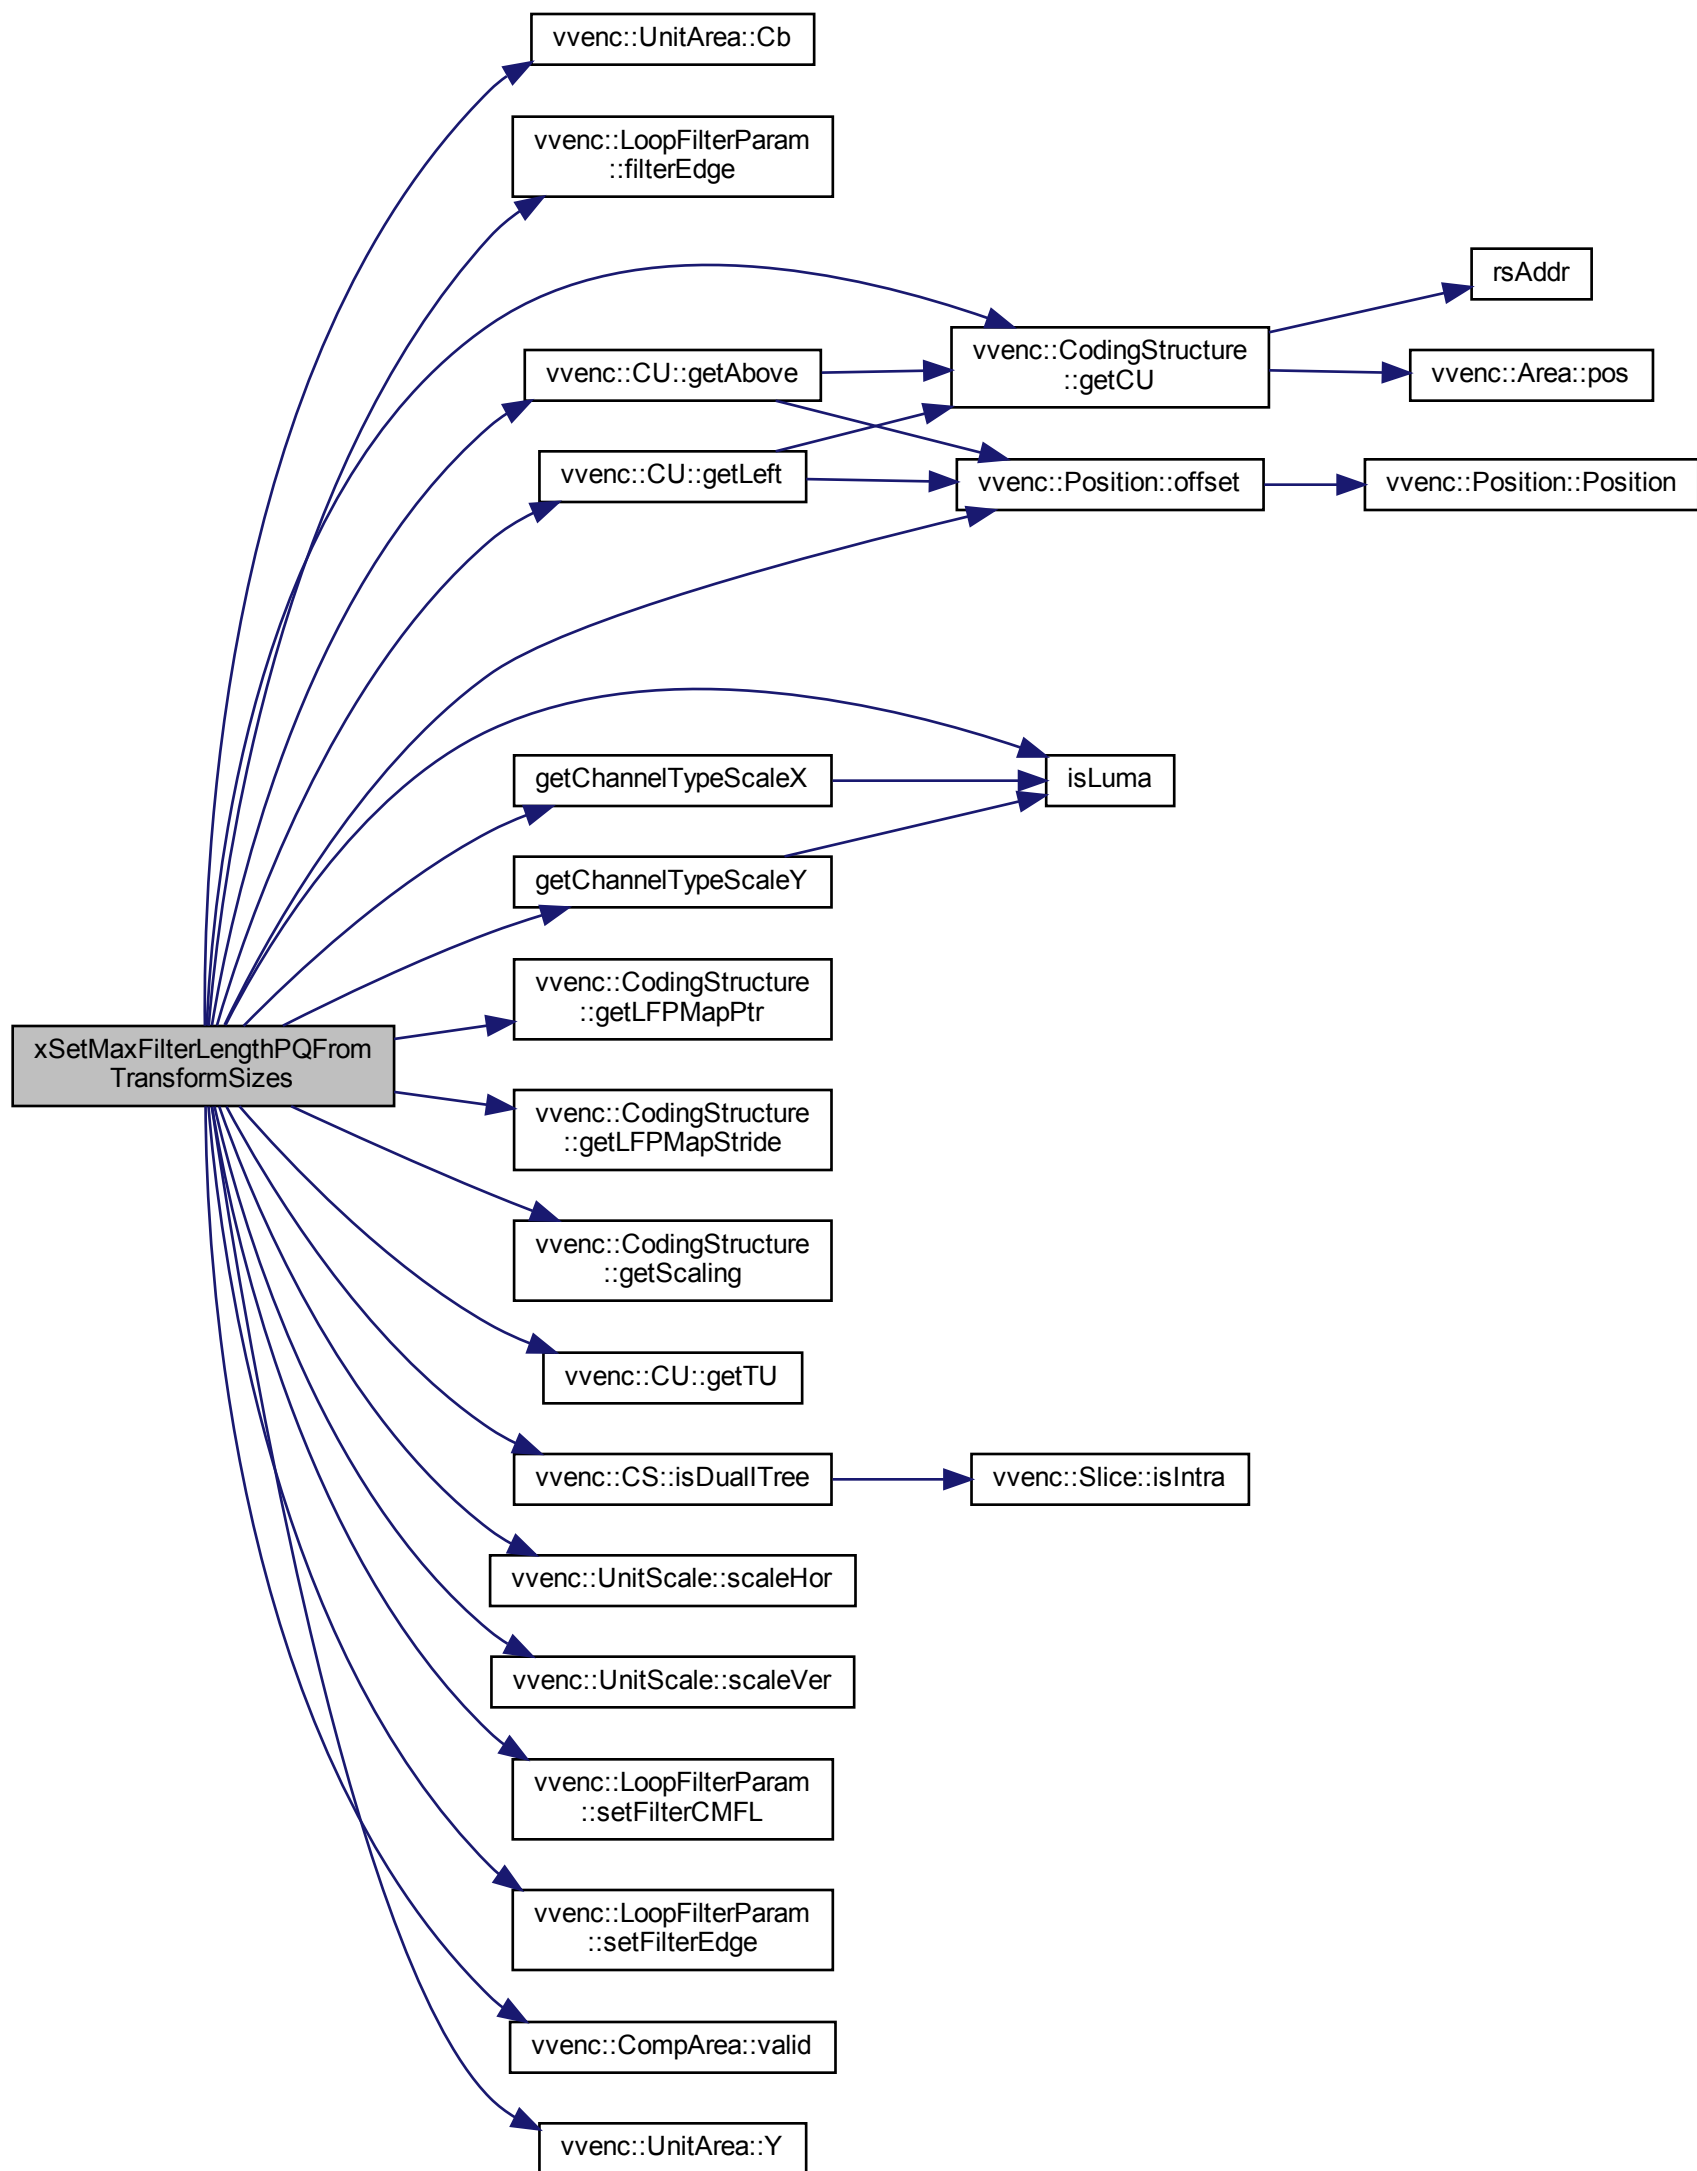 vvenc::UnitArea::Cb
vvenc::LoopFilterParam
::filterEdge
rsAddr
vvenc::CodingStructure
::getCU
vvenc::CU::getAbove
vvenc::Area::pos
vvenc::CU::getLeft
vvenc::Position::offset
vvenc::Position::Position
getChannelTypeScaleX
isLuma
getChannelTypeScaleY
vvenc::CodingStructure
::getLFPMapPtr
xSetMaxFilterLengthPQFrom
TransformSizes
vvenc::CodingStructure
::getLFPMapStride
vvenc::CodingStructure
::getScaling
vvenc::CU::getTU
vvenc::CS::isDualITree
vvenc::Slice::isIntra
vvenc::UnitScale::scaleHor
vvenc::UnitScale::scaleVer
vvenc::LoopFilterParam
::setFilterCMFL
vvenc::LoopFilterParam
::setFilterEdge
vvenc::CompArea::valid
vvenc::UnitArea::Y